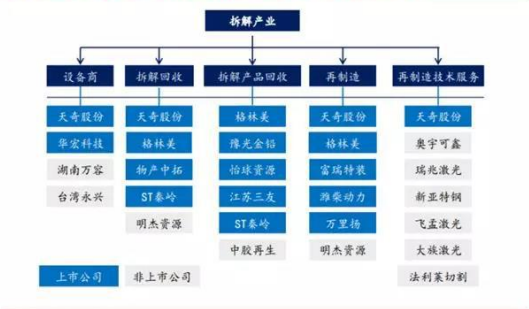 拆解产业
设备商
拆解回收
拆解产品回收
再制造
再制造技术服务
天奇股份
华宏科技
湖南万容
台湾永兴
天奇股份
格林美
物产中拓
ST秦岭
明杰资源
格林美
豫光金铅
怡球资源
江苏三友
ST秦岭
中胶再生
天奇股份
格林美
富瑞特装
潍柴动力
万里扬
明杰资源
天奇股份
奥宇可鑫
瑞兆激光
新亚特钢
飞孟激光
大族激光
法利莱切割
上市公司
非上市公司